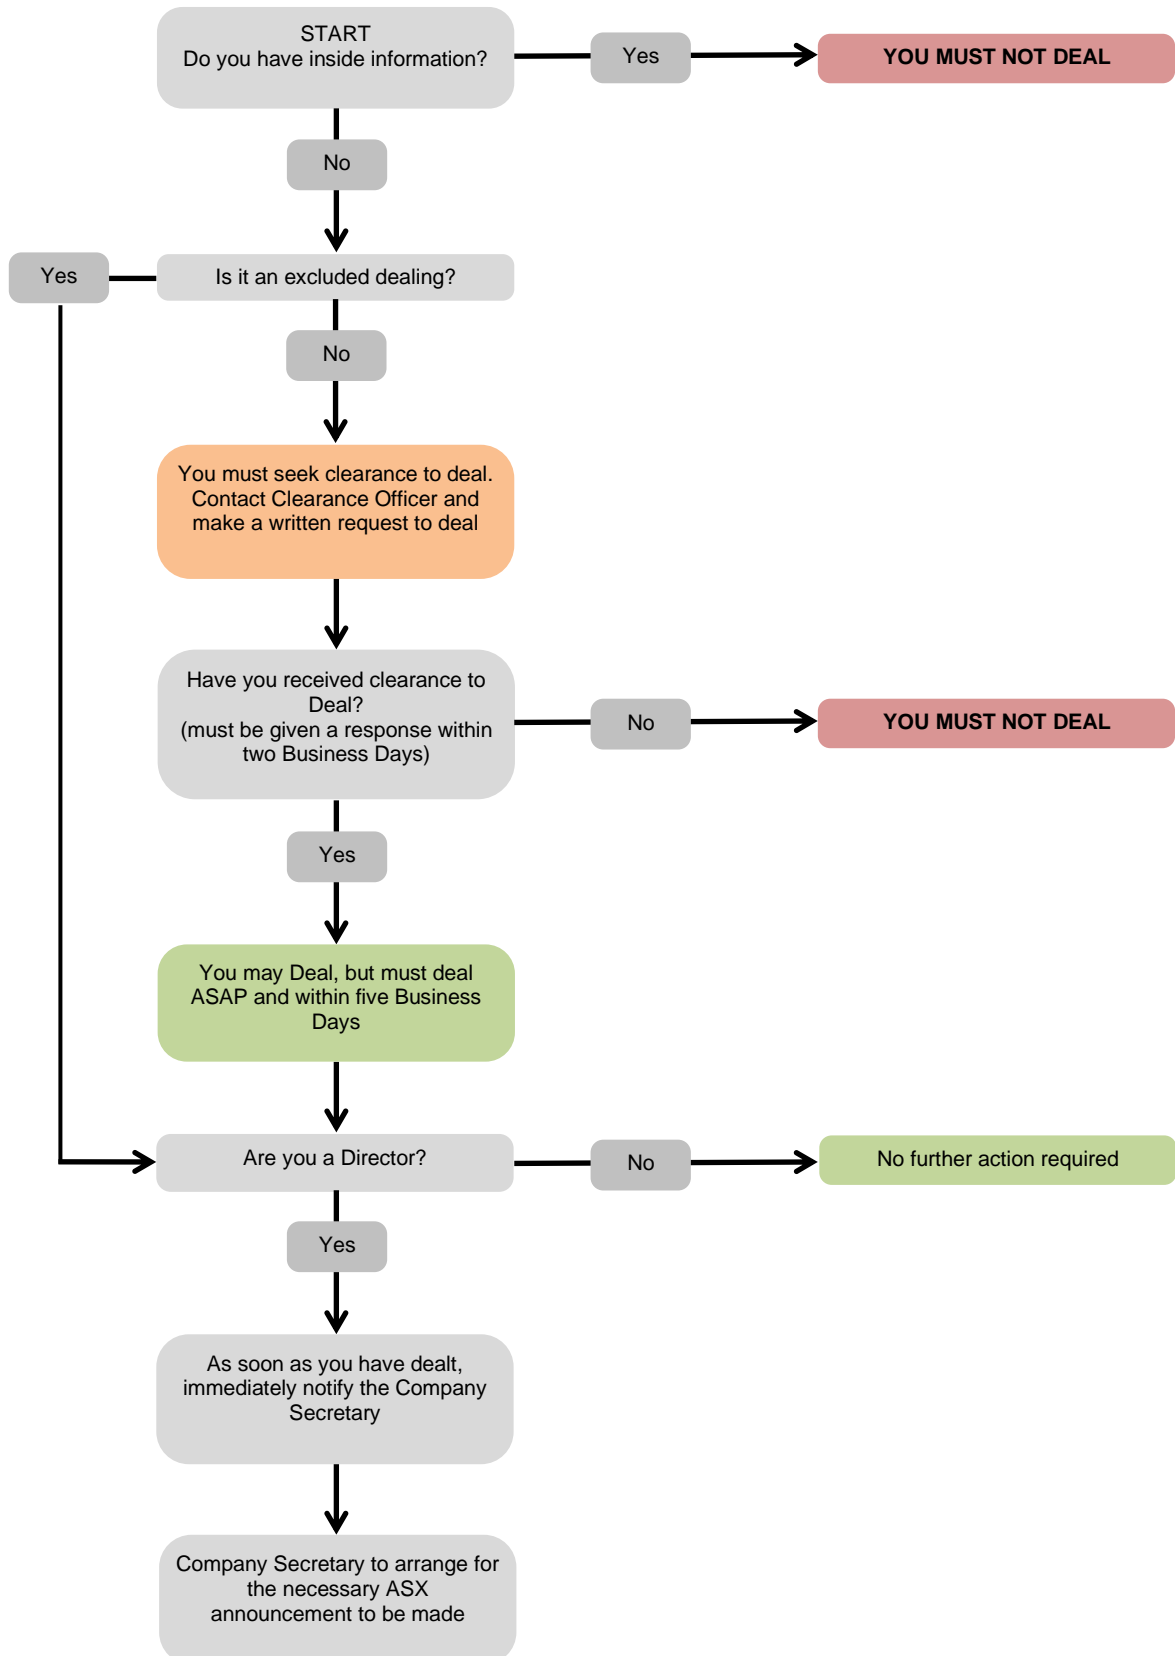 START
Do you have inside information?
Yes
YOU MUST NOT DEAL
No
Yes
Is it an excluded dealing?
No
You must seek clearance to deal.
Contact Clearance Officer and
make a written request to deal
Have you received clearance to
Deal?
(must be given a response within
two Business Days)
No
YOU MUST NOT DEAL
Yes
You may Deal, but must deal
ASAP and within five Business
Days
Are you a Director?
No
No further action required
Yes
As soon as you have dealt,
immediately notify the Company
Secretary
Company Secretary to arrange for
the necessary ASX
announcement to be made